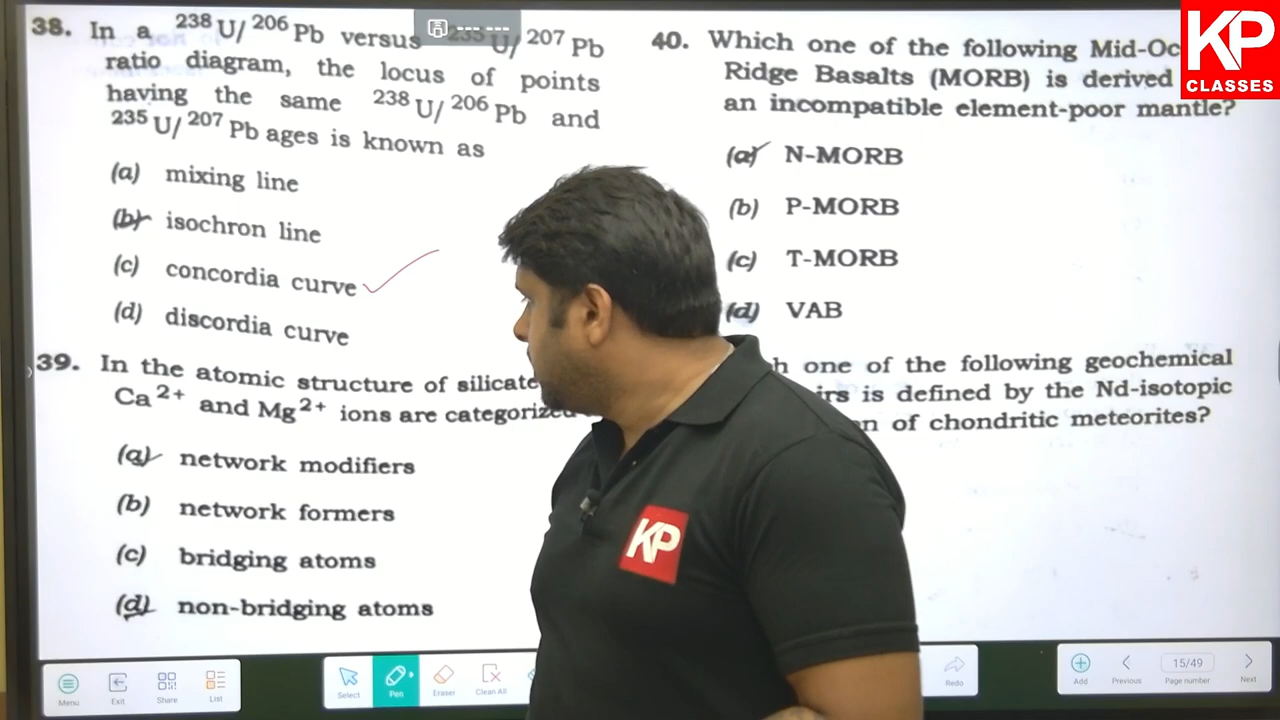 38. In a ²³⁸U/²⁰⁶Pb versus ²³⁵U/²⁰⁷Pb
ratio diagram, the locus of points
having the same ²³⁸U/²⁰⁶Pb and
²³⁵U/²⁰⁷Pb ages is known as
(a) mixing line
(b) isochron line
(c) concordia curve
(d) discordia curve
39. In the atomic structure of silicate
Ca²⁺ and Mg²⁺ ions are categorized
(a) network modifiers
(b) network formers
(c) bridging atoms
(d) non-bridging atoms
40. Which one of the following Mid-Oc
Ridge Basalts (MORB) is derived
an incompatible element-poor mantle?
(a) N-MORB
(b) P-MORB
(c) T-MORB
(d) VAB
h one of the following geochemical
irs is defined by the Nd-isotopic
n of chondritic meteorites?
KP
CLASSES
KP
Menu
Exit
Share
List
Select
Pen
Eraser
Clean All
Redo
Add
Previous
15/49
Page number
Next